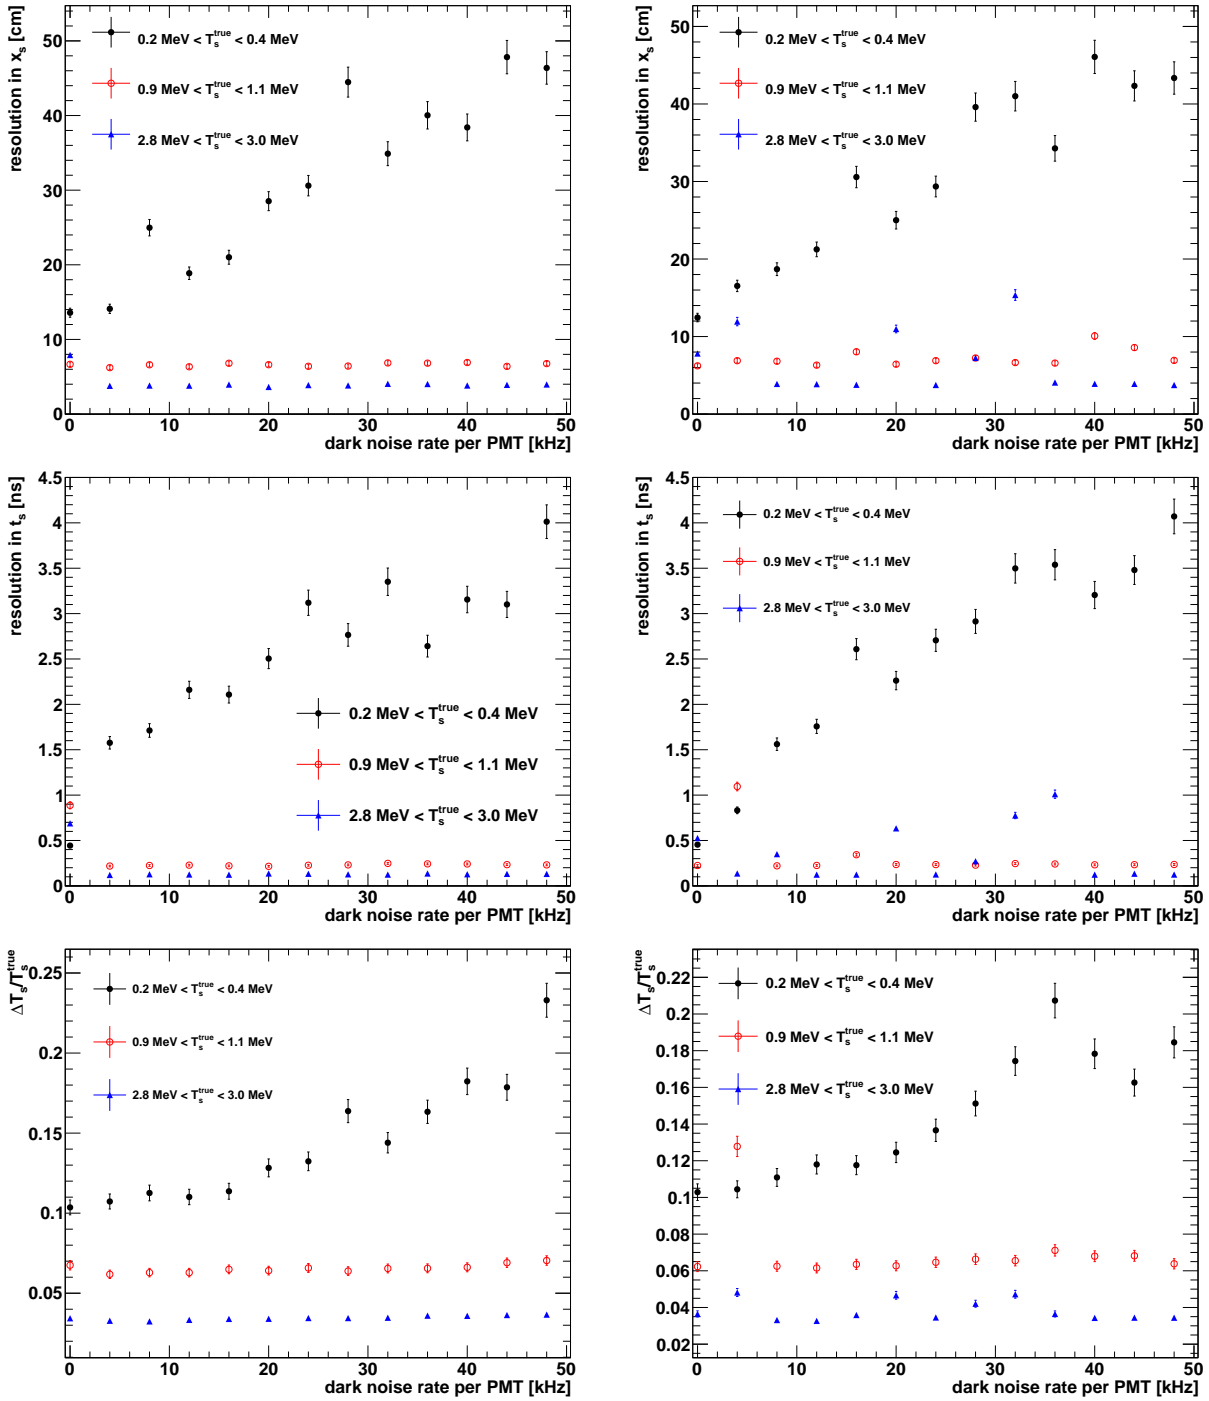 resolution in x_s [cm]
50
40
30
20
10
0
0.2 MeV < T_s^true < 0.4 MeV
0.9 MeV < T_s^true < 1.1 MeV
2.8 MeV < T_s^true < 3.0 MeV
0 10 20 30 40 50
dark noise rate per PMT [kHz]
resolution in x_s [cm]
50
40
30
20
10
0
0.2 MeV < T_s^true < 0.4 MeV
0.9 MeV < T_s^true < 1.1 MeV
2.8 MeV < T_s^true < 3.0 MeV
10 20 30 40 50
dark noise rate per PMT [kHz]
resolution in t_s [ns]
4.5
4
3.5
3
2.5
2
1.5
1
0.5
0
0.2 MeV < T_s^true < 0.4 MeV
0.9 MeV < T_s^true < 1.1 MeV
2.8 MeV < T_s^true < 3.0 MeV
0 10 20 30 40 50
dark noise rate per PMT [kHz]
resolution in t_s [ns]
4.5
4
3.5
3
2.5
2
1.5
1
0.5
0
0.2 MeV < T_s^true < 0.4 MeV
0.9 MeV < T_s^true < 1.1 MeV
2.8 MeV < T_s^true < 3.0 MeV
10 20 30 40 50
dark noise rate per PMT [kHz]
ΔT_s/T_s^true
0.25
0.2
0.15
0.1
0.05
0.2 MeV < T_s^true < 0.4 MeV
0.9 MeV < T_s^true < 1.1 MeV
2.8 MeV < T_s^true < 3.0 MeV
0 10 20 30 40 50
dark noise rate per PMT [kHz]
ΔT_s/T_s^true
0.22
0.2
0.18
0.16
0.14
0.12
0.1
0.08
0.06
0.04
0.02
0.2 MeV < T_s^true < 0.4 MeV
0.9 MeV < T_s^true < 1.1 MeV
2.8 MeV < T_s^true < 3.0 MeV
0 10 20 30 40 50
dark noise rate per PMT [kHz]